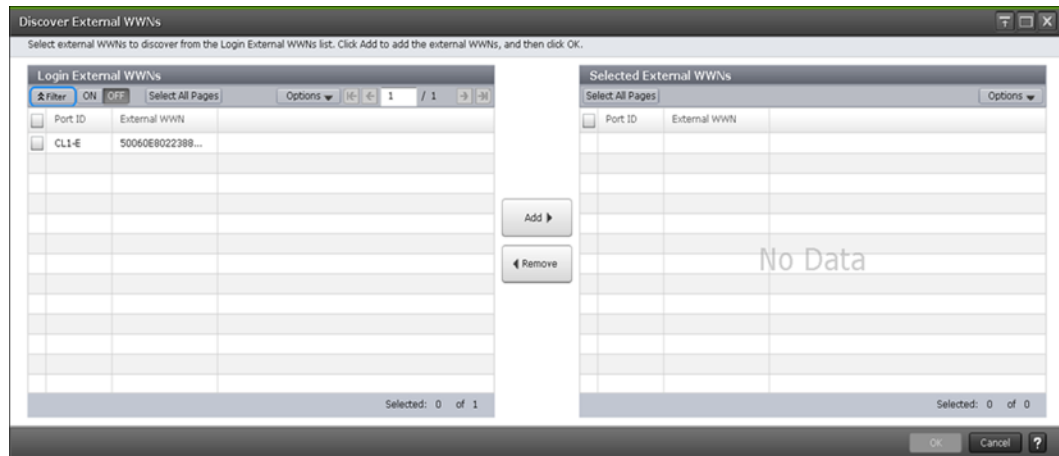 Discover External WWNs
Select external WWNs to discover from the Login External WWNs list. Click Add to add the external WWNs, and then click OK.
Login External WWNs
Filter ON OFF Select All Pages Options 1 / 1
Port ID External WWN
CL1-E 50060E8022388...
Selected: 0 of 1
Add
Remove
Selected External WWNs
Select All Pages Options
Port ID External WWN
No Data
Selected: 0 of 0
OK Cancel ?